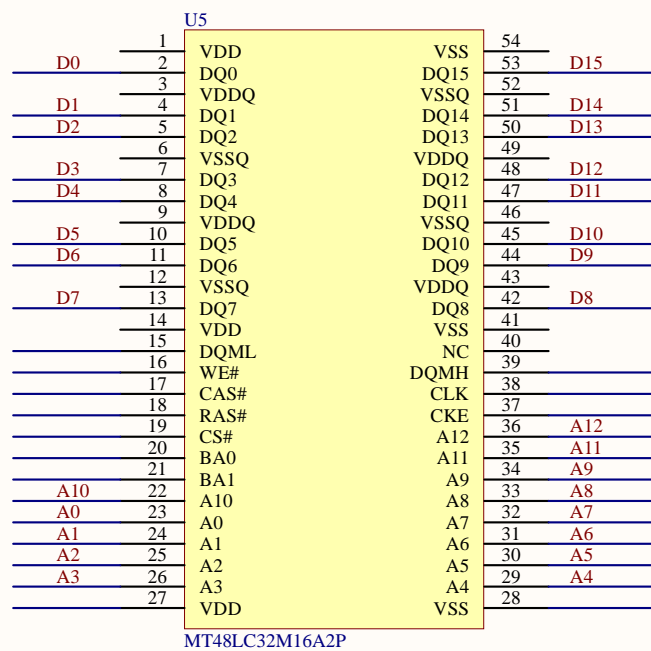 U5
1 VDD VSS 54
D0 2 DQ0 DQ15 53 D15
3 VDDQ VSSQ 52
D1 4 DQ1 DQ14 51 D14
D2 5 DQ2 DQ13 50 D13
6 VSSQ VDDQ 49
D3 7 DQ3 DQ12 48 D12
D4 8 DQ4 DQ11 47 D11
9 VDDQ VSSQ 46
D5 10 DQ5 DQ10 45 D10
D6 11 DQ6 DQ9 44 D9
12 VSSQ VDDQ 43
D7 13 DQ7 DQ8 42 D8
14 VDD VSS 41
15 DQML NC 40
16 WE# DQMH 39
17 CAS# CLK 38
18 RAS# CKE 37
19 CS# A12 36 A12
20 BA0 A11 35 A11
21 BA1 A9 34 A9
A10 22 A10 A8 33 A8
A0 23 A0 A7 32 A7
A1 24 A1 A6 31 A6
A2 25 A2 A5 30 A5
A3 26 A3 A4 29 A4
27 VDD VSS 28
MT48LC32M16A2P